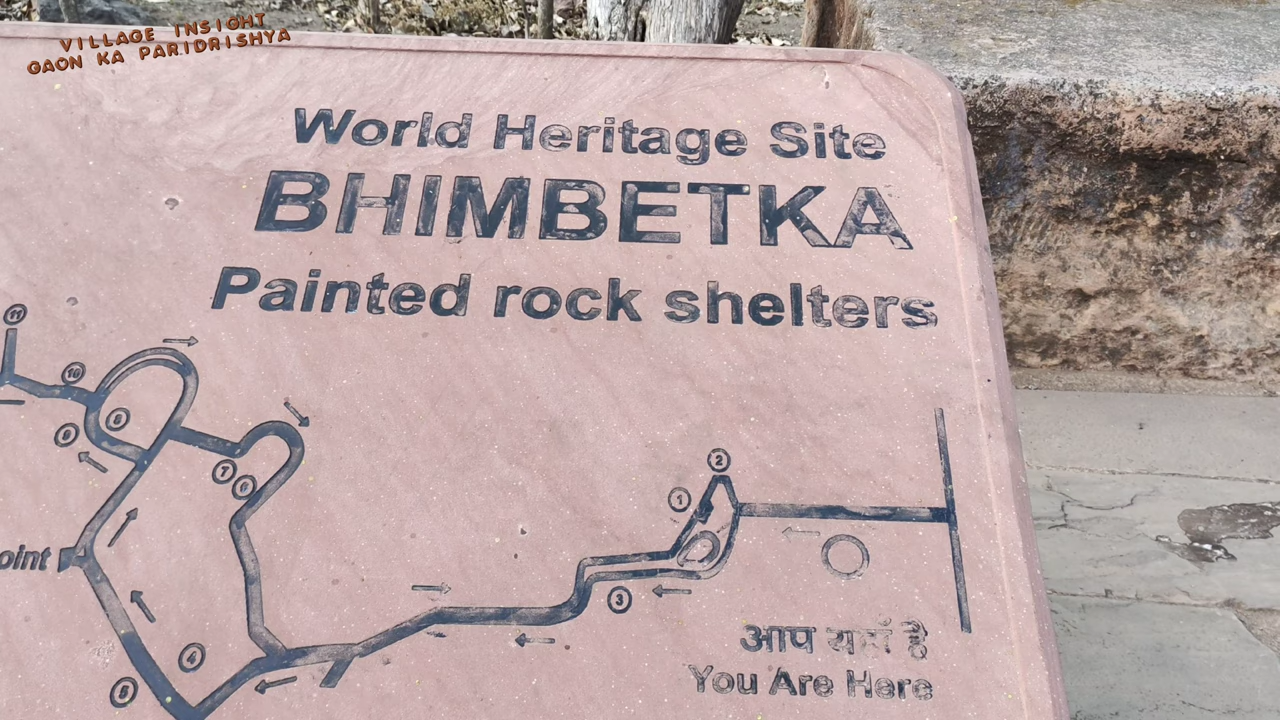 VILLAGE INSIGHT
GAON KA PARIDRISHYA
World Heritage Site
BHIMBETKA
Painted rock shelters
11
10
9
8
7
6
2
1
oint
3
4
5
आप यहाँ है
You Are Here